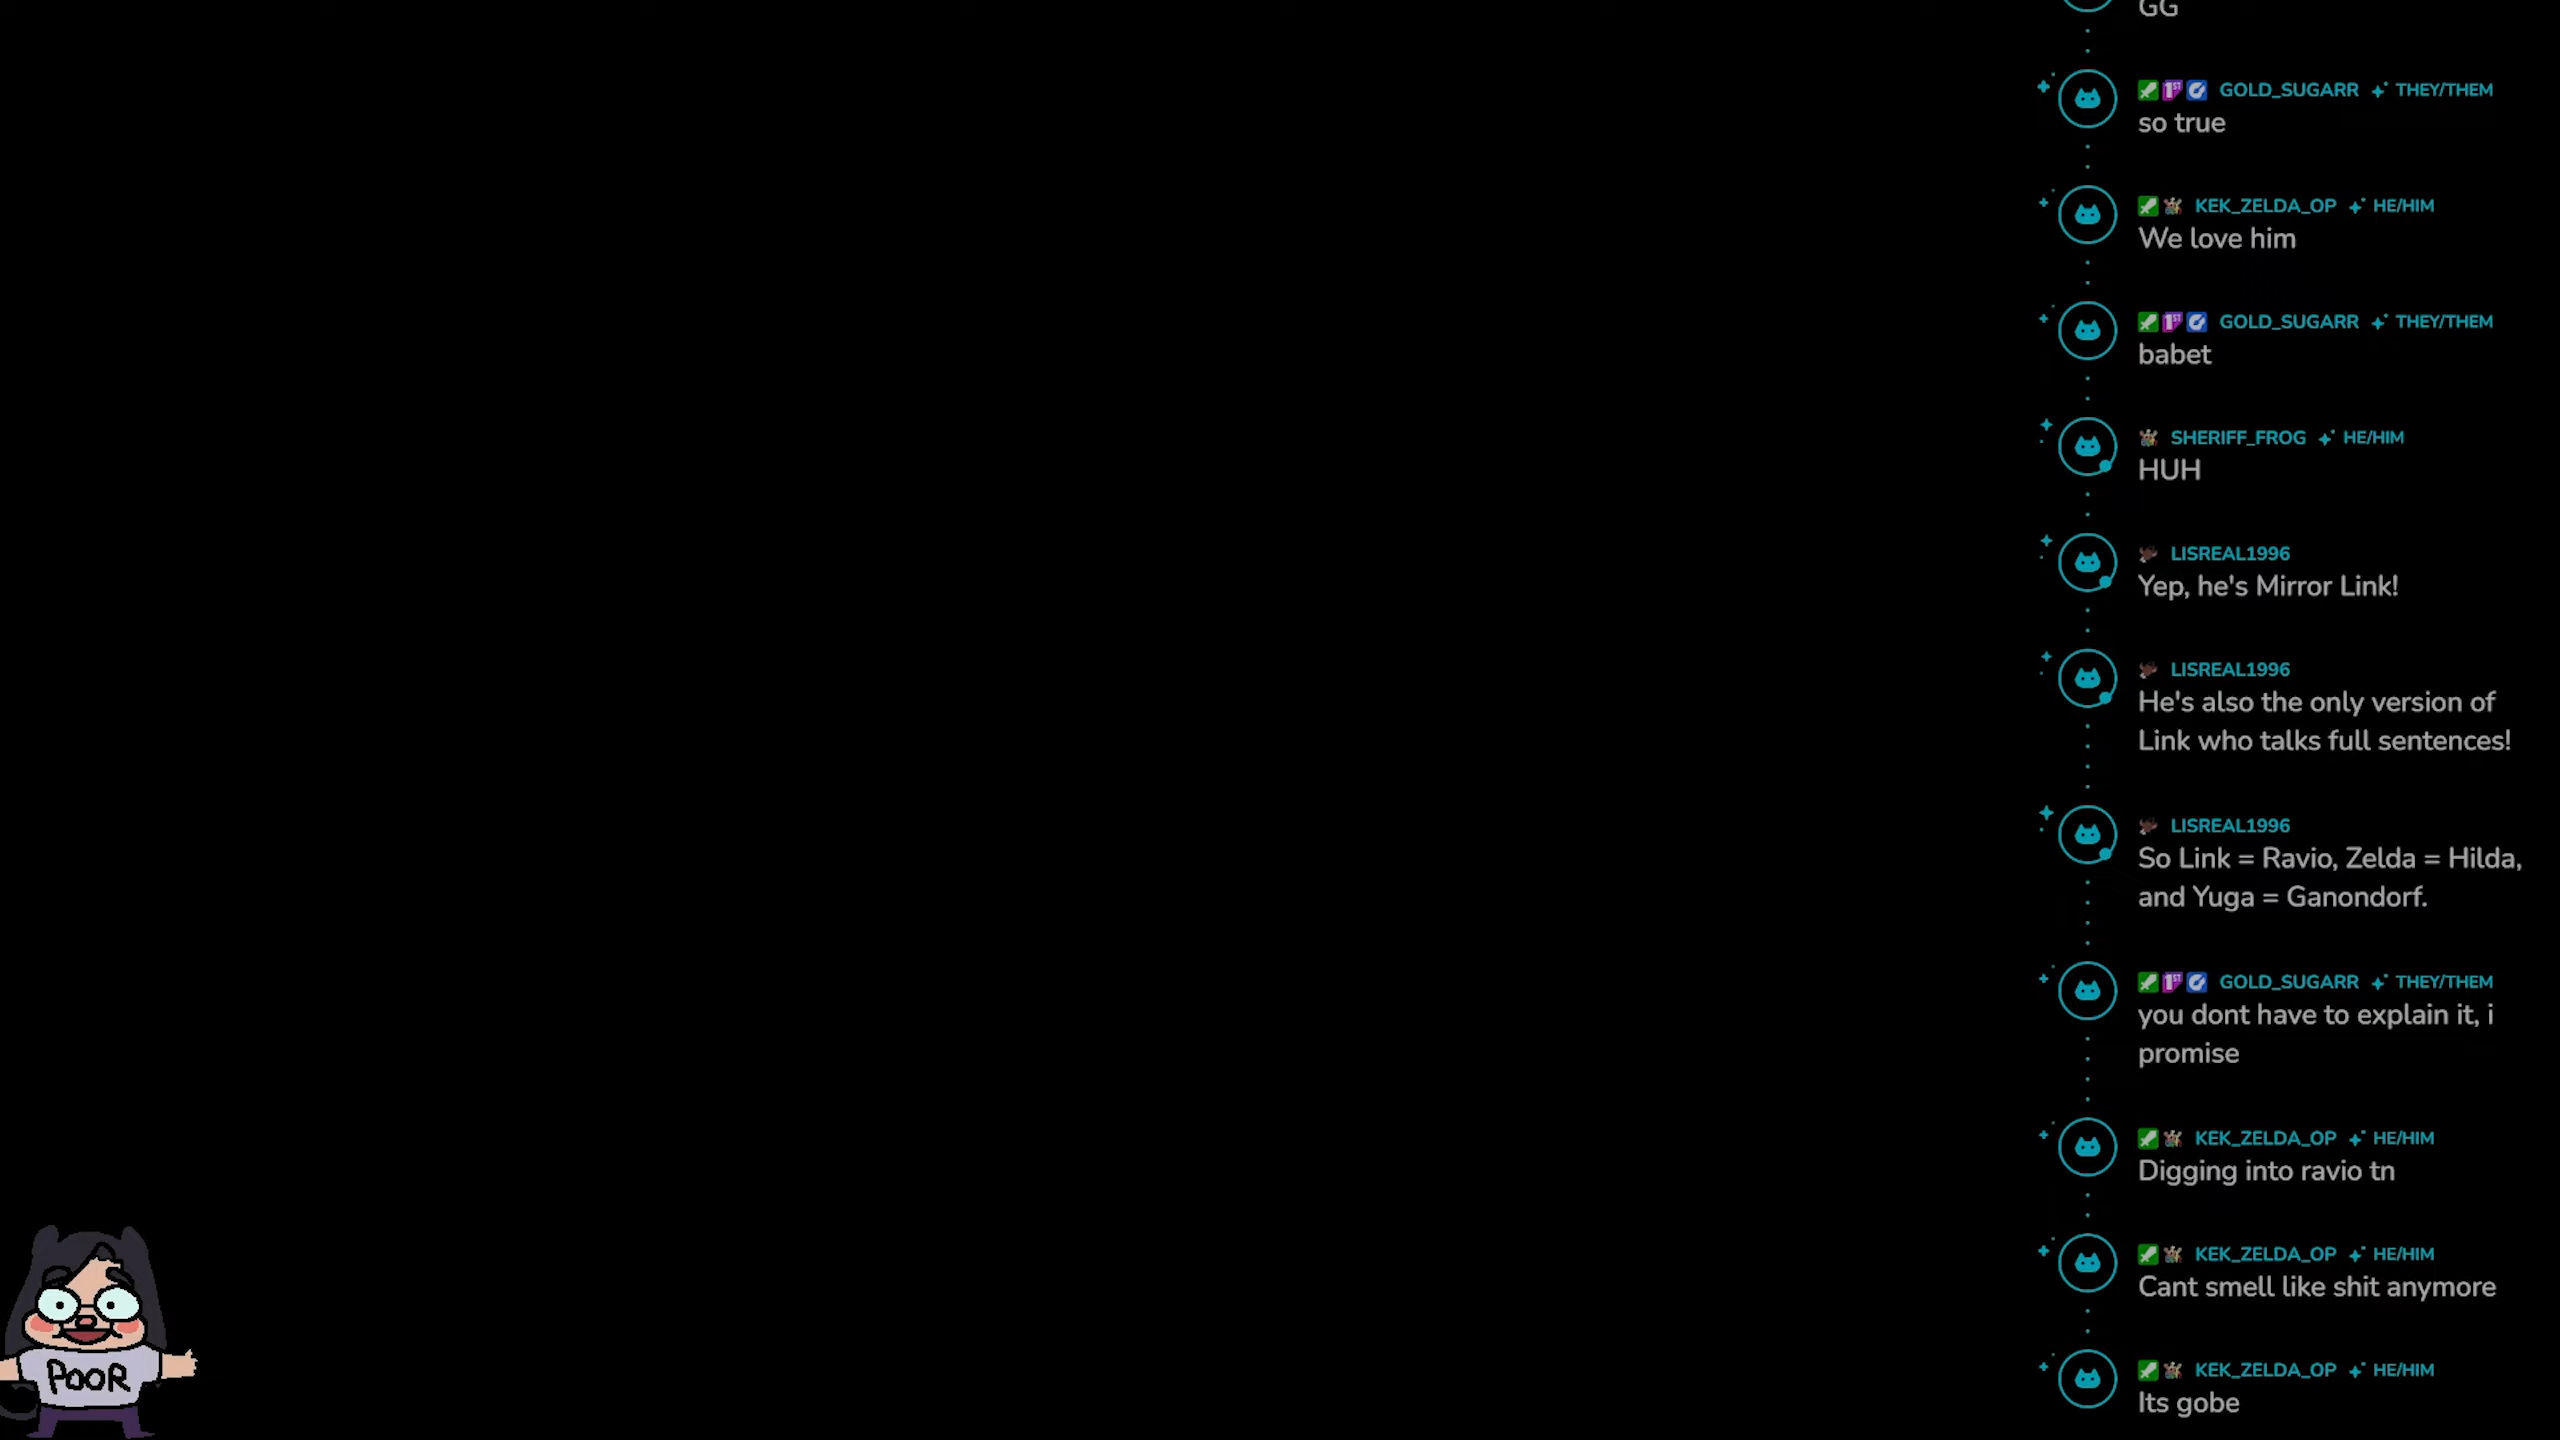 GG
GOLD_SUGARR THEY/THEM
so true
KEK_ZELDA_OP HE/HIM
We love him
GOLD_SUGARR THEY/THEM
babet
SHERIFF_FROG HE/HIM
HUH
LISREAL1996
Yep, he's Mirror Link!
LISREAL1996
He's also the only version of
Link who talks full sentences!
LISREAL1996
So Link = Ravio, Zelda = Hilda,
and Yuga = Ganondorf.
GOLD_SUGARR THEY/THEM
you dont have to explain it, i
promise
KEK_ZELDA_OP HE/HIM
Digging into ravio tn
KEK_ZELDA_OP HE/HIM
Cant smell like shit anymore
KEK_ZELDA_OP HE/HIM
Its gobe
POOR